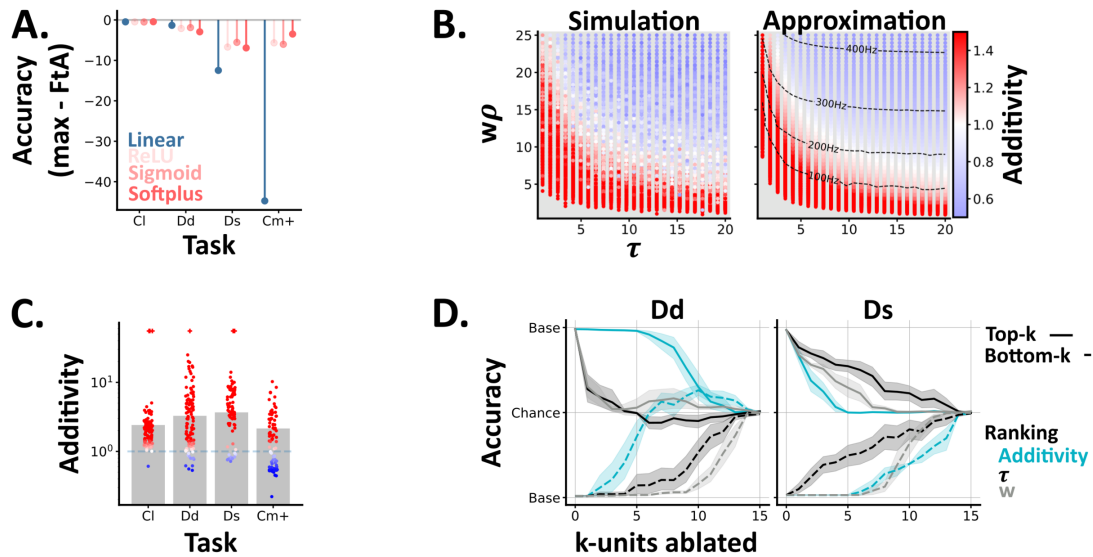 A.
Accuracy
(max - FtA)
0
−10
−20
−30
−40
Linear
ReLU
Sigmoid
Softplus
Cl
Dd
Ds
Cm+
Task
B.
Simulation
Approximation
wρ
25
20
15
10
5
5
10
15
20
τ
400Hz
300Hz
200Hz
100Hz
5
10
15
20
1.4
1.2
1.0
0.8
0.6
Additivity
C.
Additivity
10¹
10⁰
Cl
Dd
Ds
Cm+
Task
D.
Dd
Ds
Accuracy
Base
Chance
Base
0
5
10
15
0
5
10
15
k-units ablated
Top-k —
Bottom-k -
Ranking
Additivity
τ
w